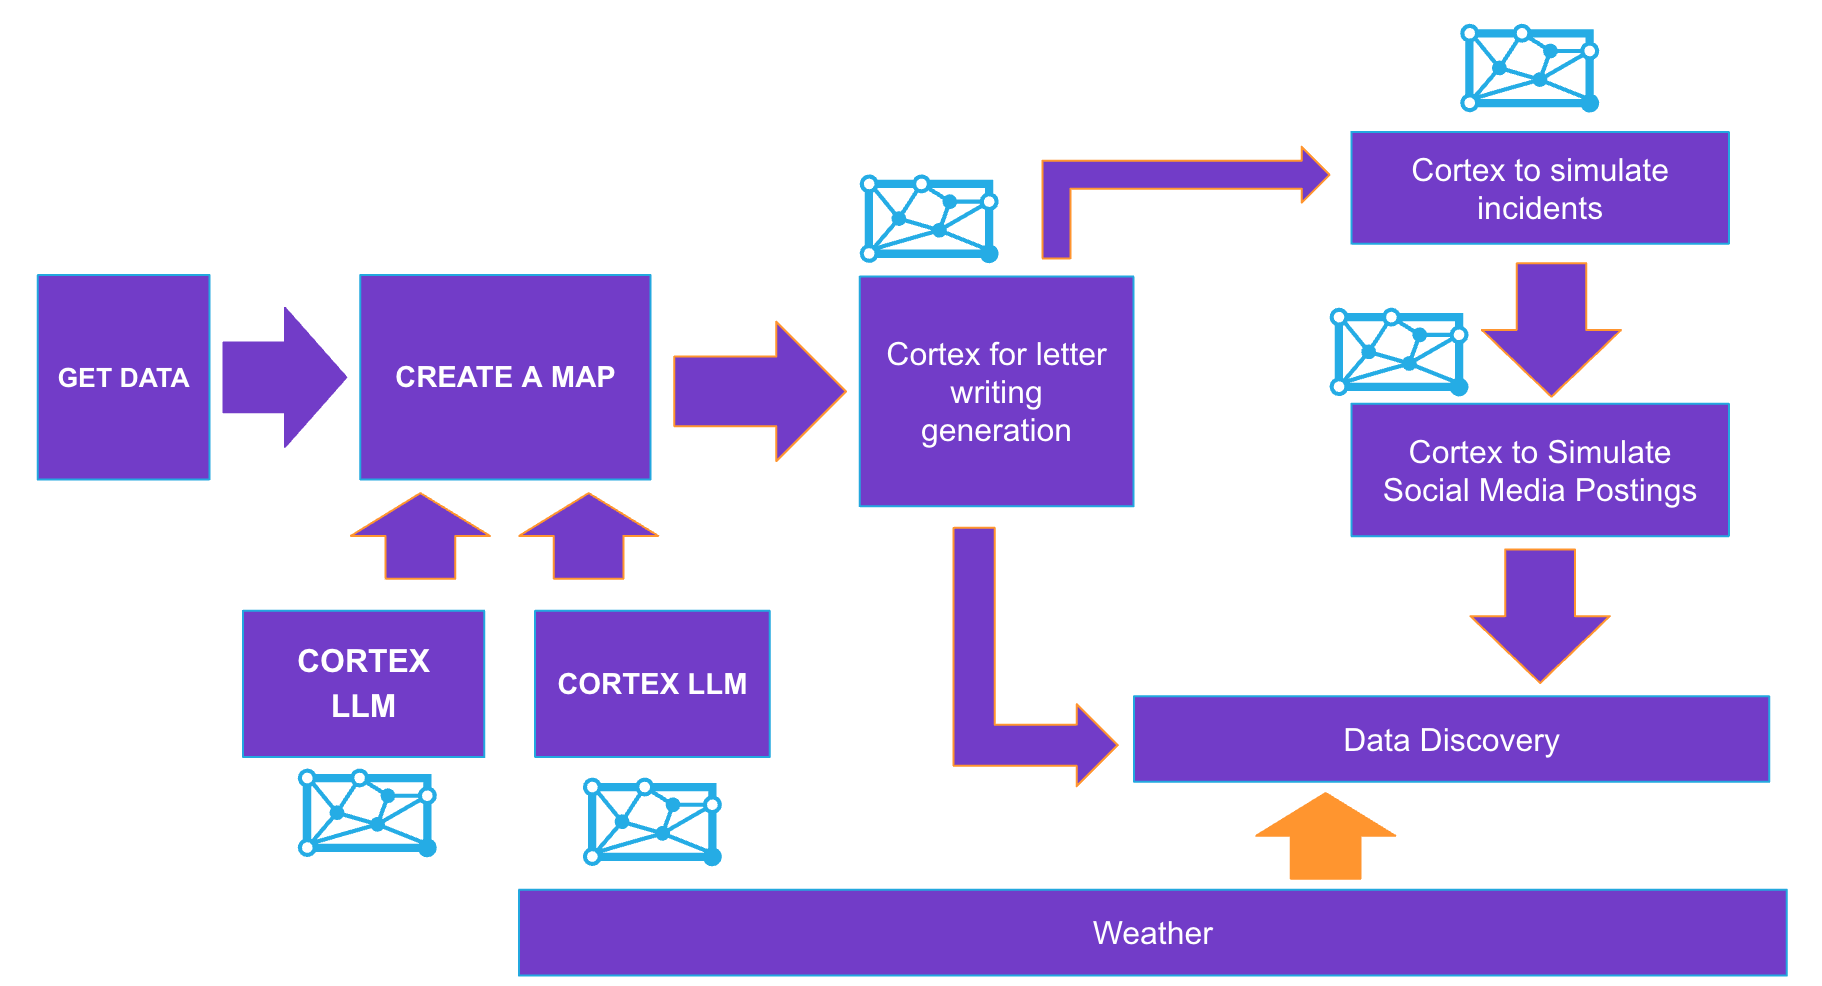 GET DATA
CREATE A MAP
CORTEX
LLM
CORTEX LLM
Cortex for letter
writing
generation
Cortex to simulate
incidents
Cortex to Simulate
Social Media Postings
Data Discovery
Weather